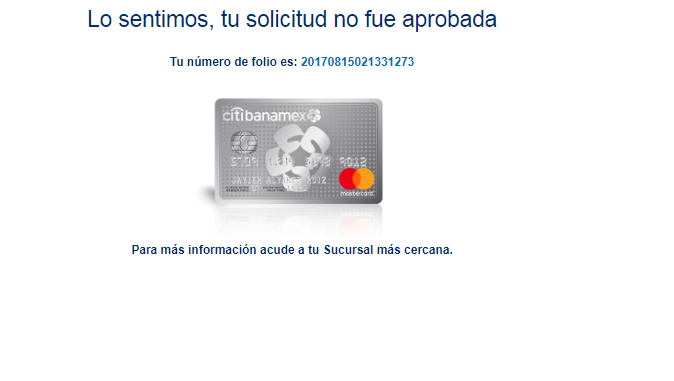 Lo sentimos, tu solicitud no fue aprobada
Tu número de folio es: 20170815021331273
citibanamex
mastercard
Para más información acude a tu Sucursal más cercana.